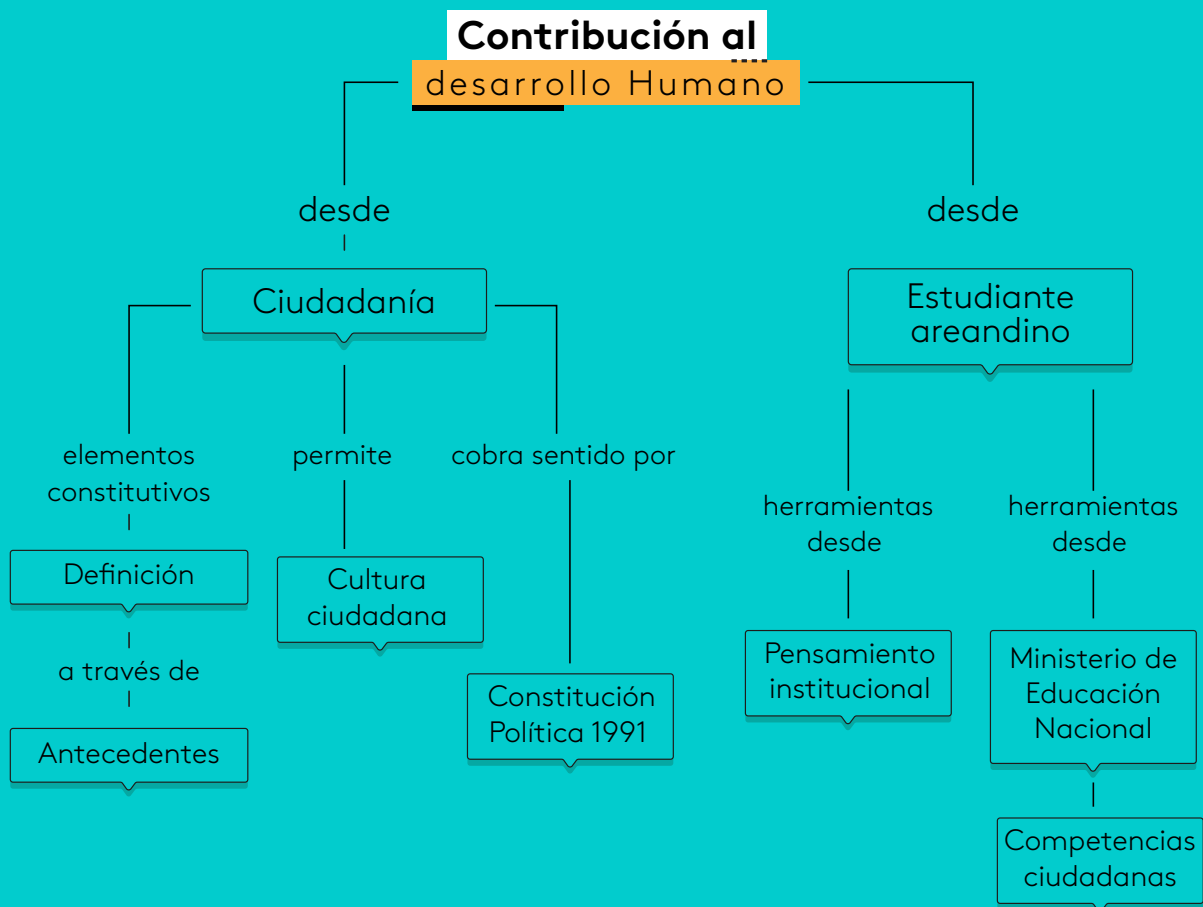 Contribución al
desarrollo Humano
desde
Ciudadanía
elementos
constitutivos
Definición
a través de
Antecedentes
permite
Cultura
ciudadana
cobra sentido por
Constitución
Política 1991
desde
Estudiante
areandino
herramientas
desde
Pensamiento
institucional
herramientas
desde
Ministerio de
Educación
Nacional
Competencias
ciudadanas